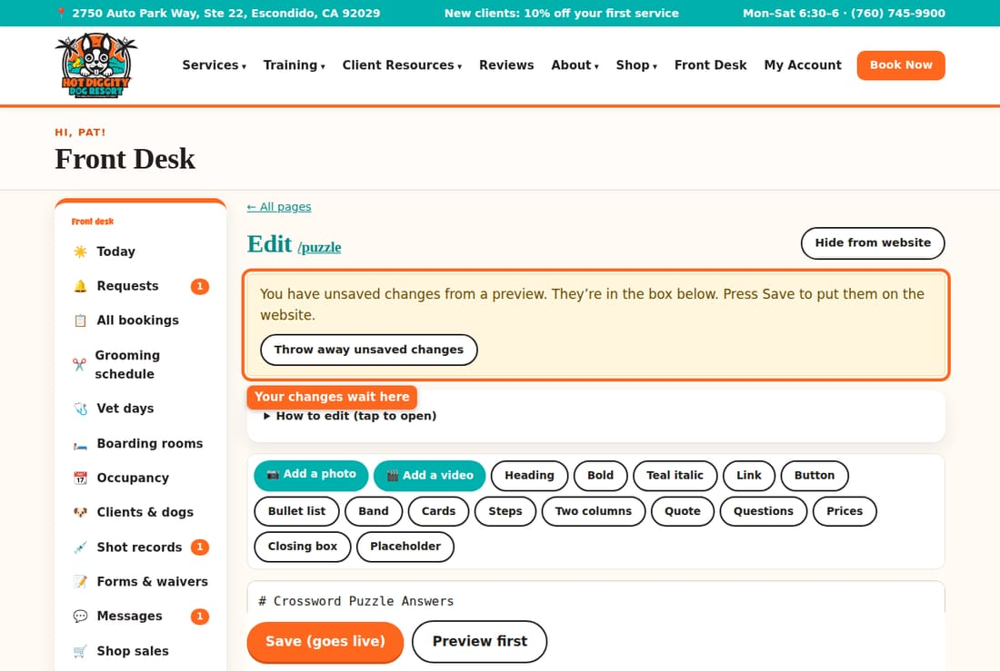 2750 Auto Park Way, Ste 22, Escondido, CA 92029
New clients: 10% off your first service
Mon–Sat 6:30–6 · (760) 745-9900
HOT DIGGITY
DOG RESORT
Services ▾
Training ▾
Client Resources ▾
Reviews
About ▾
Shop ▾
Front Desk
My Account
Book Now
HI, PAT!
Front Desk
Front desk
Today
Requests 1
All bookings
Grooming
schedule
Vet days
Boarding rooms
Occupancy
Clients & dogs
Shot records 1
Forms & waivers
Messages 1
Shop sales
← All pages
Edit /puzzle
Hide from website
You have unsaved changes from a preview. They’re in the box below. Press Save to put them on the
website.
Throw away unsaved changes
Your changes wait here
▸ How to edit (tap to open)
Add a photo
Add a video
Heading
Bold
Teal italic
Link
Button
Bullet list
Band
Cards
Steps
Two columns
Quote
Questions
Prices
Closing box
Placeholder
# Crossword Puzzle Answers
Save (goes live)
Preview first